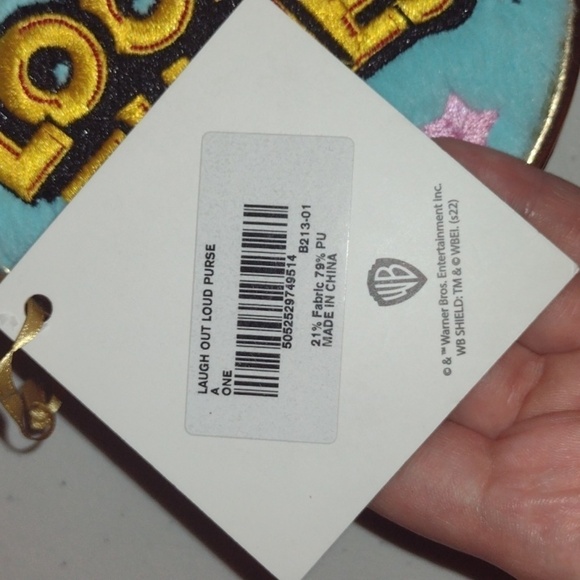 LOO
LAUGH OUT LOUD PURSE
A
ONE
5052529749514
B213-01
21% Fabric 79% PU
MADE IN CHINA
WB
© & ™ Warner Bros. Entertainment Inc.
WB SHIELD: TM & © WBEI. (s22)